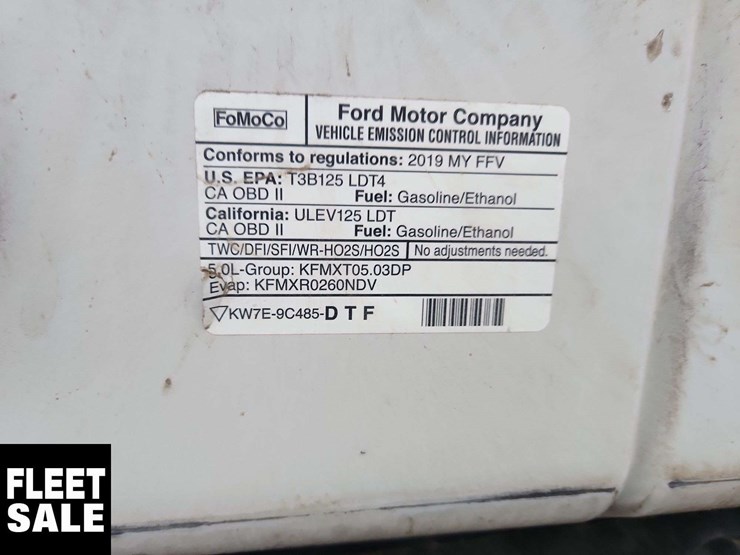 FoMoCo
Ford Motor Company
VEHICLE EMISSION CONTROL INFORMATION
Conforms to regulations: 2019 MY FFV
U.S. EPA: T3B125 LDT4
CA OBD II Fuel: Gasoline/Ethanol
California: ULEV125 LDT
CA OBD II Fuel: Gasoline/Ethanol
TWC/DFI/SFI/WR-HO2S/HO2S No adjustments needed.
5.0L-Group: KFMXT05.03DP
Evap: KFMXR0260NDV
KW7E-9C485-D T F
FLEET
SALE